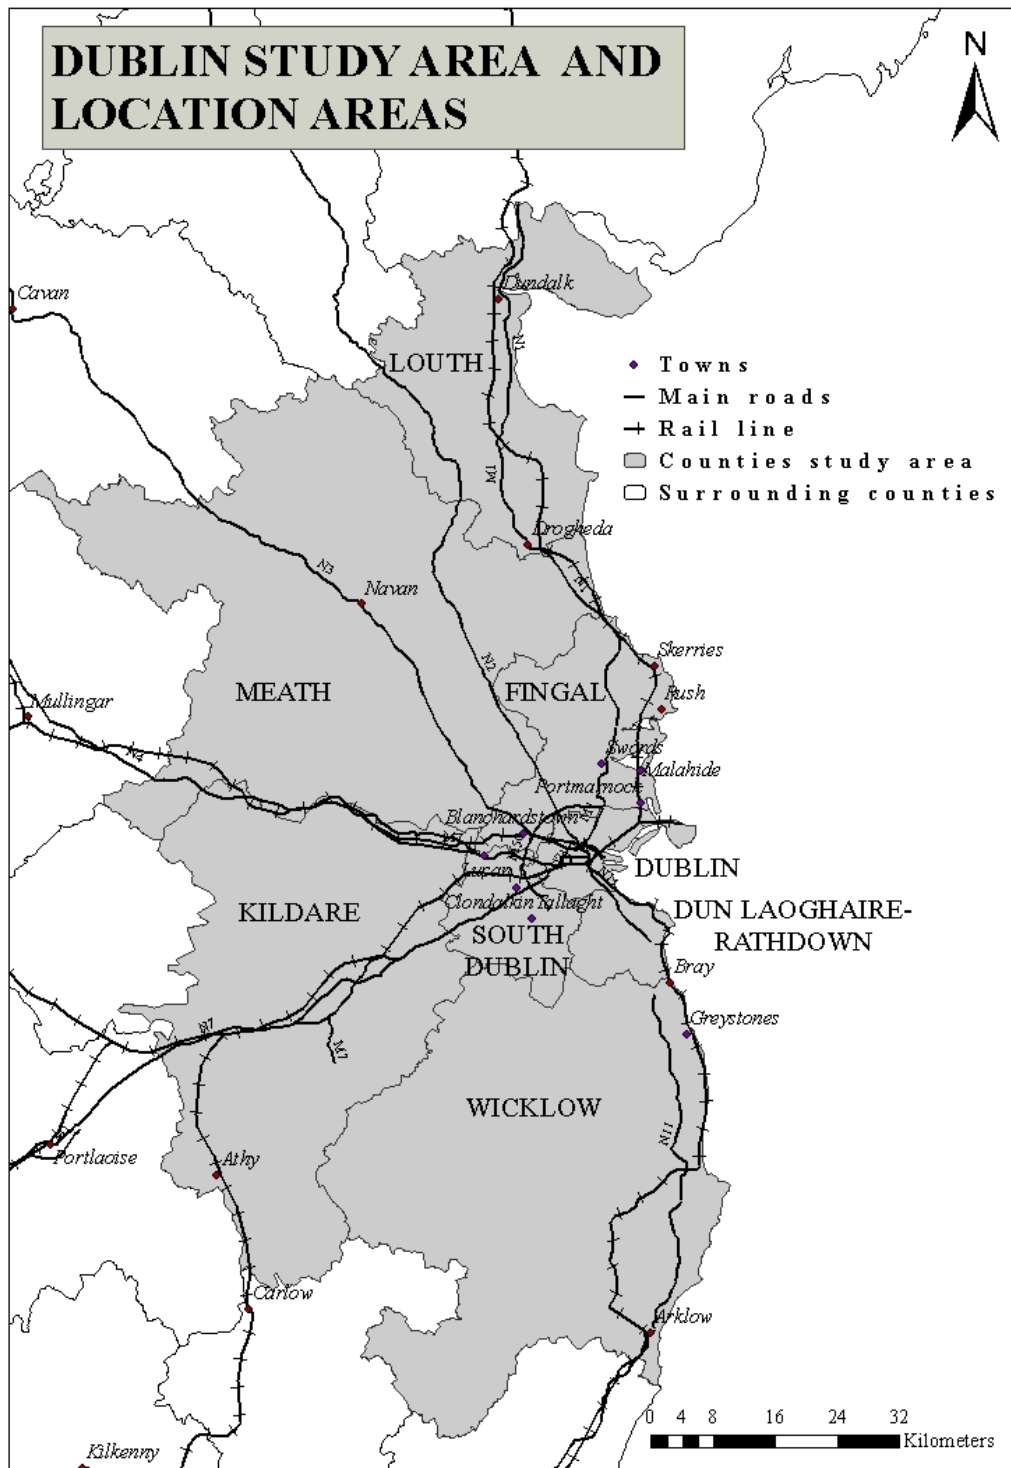 DUBLIN STUDY AREA AND
LOCATION AREAS
N
Cavan
Dundalk
N1
LOUTH
Towns
Main roads
Rail line
Counties study area
Surrounding counties
M1
Drogheda
N1
N3
Navan
N2
Skerries
MEATH
FINGAL
Rush
Mullingar
N4
Swords
Malahide
Portmarnock
Blanchardstown
Lucan
DUBLIN
Clondalkin
Tallaght
KILDARE
DUN LAOGHAIRE-
RATHDOWN
SOUTH
DUBLIN
Bray
Greystones
N7
M7
WICKLOW
N11
Portlaoise
Athy
Carlow
Arklow
0 4 8 16 24 32
Kilometers
Kilkenny